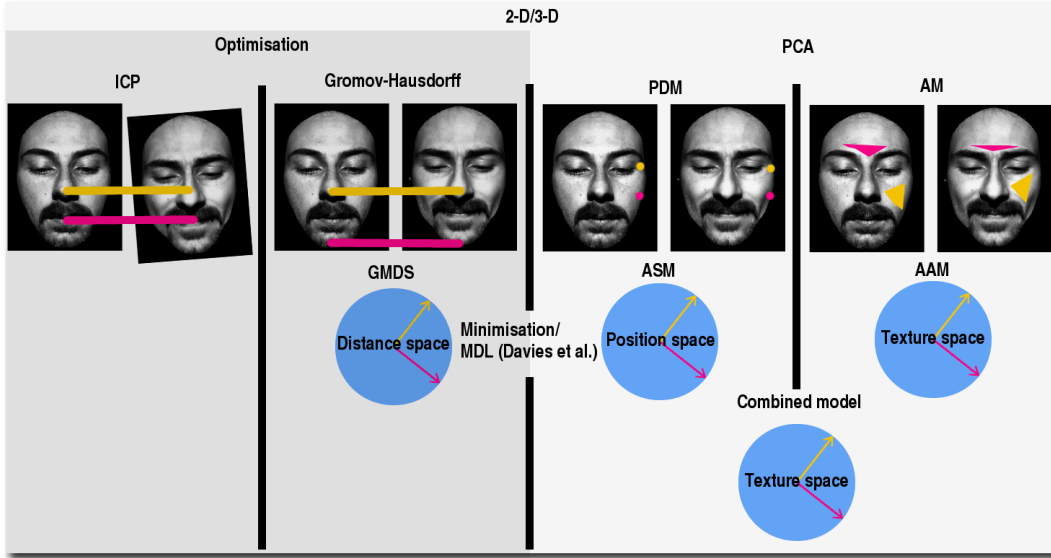 2-D/3-D
Optimisation
PCA
ICP
Gromov-Hausdorff
PDM
AM
GMDS
ASM
AAM
Distance space
Minimisation/
MDL (Davies et al.)
Position space
Texture space
Combined model
Texture space